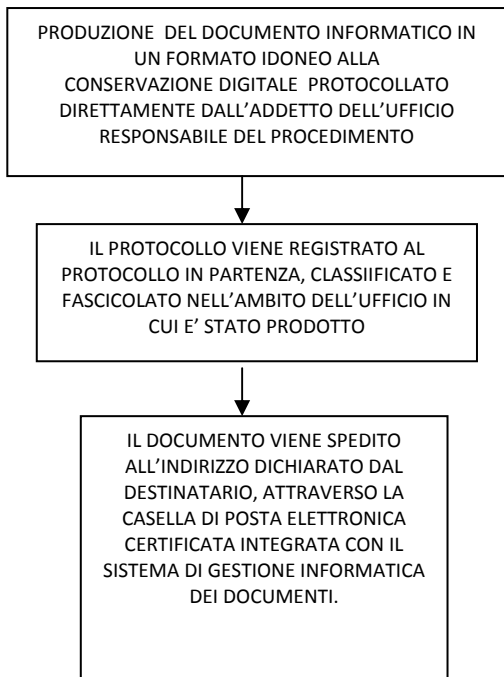 PRODUZIONE DEL DOCUMENTO INFORMATICO IN
UN FORMATO IDONEO ALLA
CONSERVAZIONE DIGITALE PROTOCOLLATO
DIRETTAMENTE DALL'ADDETTO DELL'UFFICIO
RESPONSABILE DEL PROCEDIMENTO
IL PROTOCOLLO VIENE REGISTRATO AL
PROTOCOLLO IN PARTENZA, CLASSIIFICATO E
FASCICOLATO NELL'AMBITO DELL'UFFICIO IN
CUI E' STATO PRODOTTO
IL DOCUMENTO VIENE SPEDITO
ALL'INDIRIZZO DICHIARATO DAL
DESTINATARIO, ATTRAVERSO LA
CASELLA DI POSTA ELETTRONICA
CERTIFICATA INTEGRATA CON IL
SISTEMA DI GESTIONE INFORMATICA
DEI DOCUMENTI.